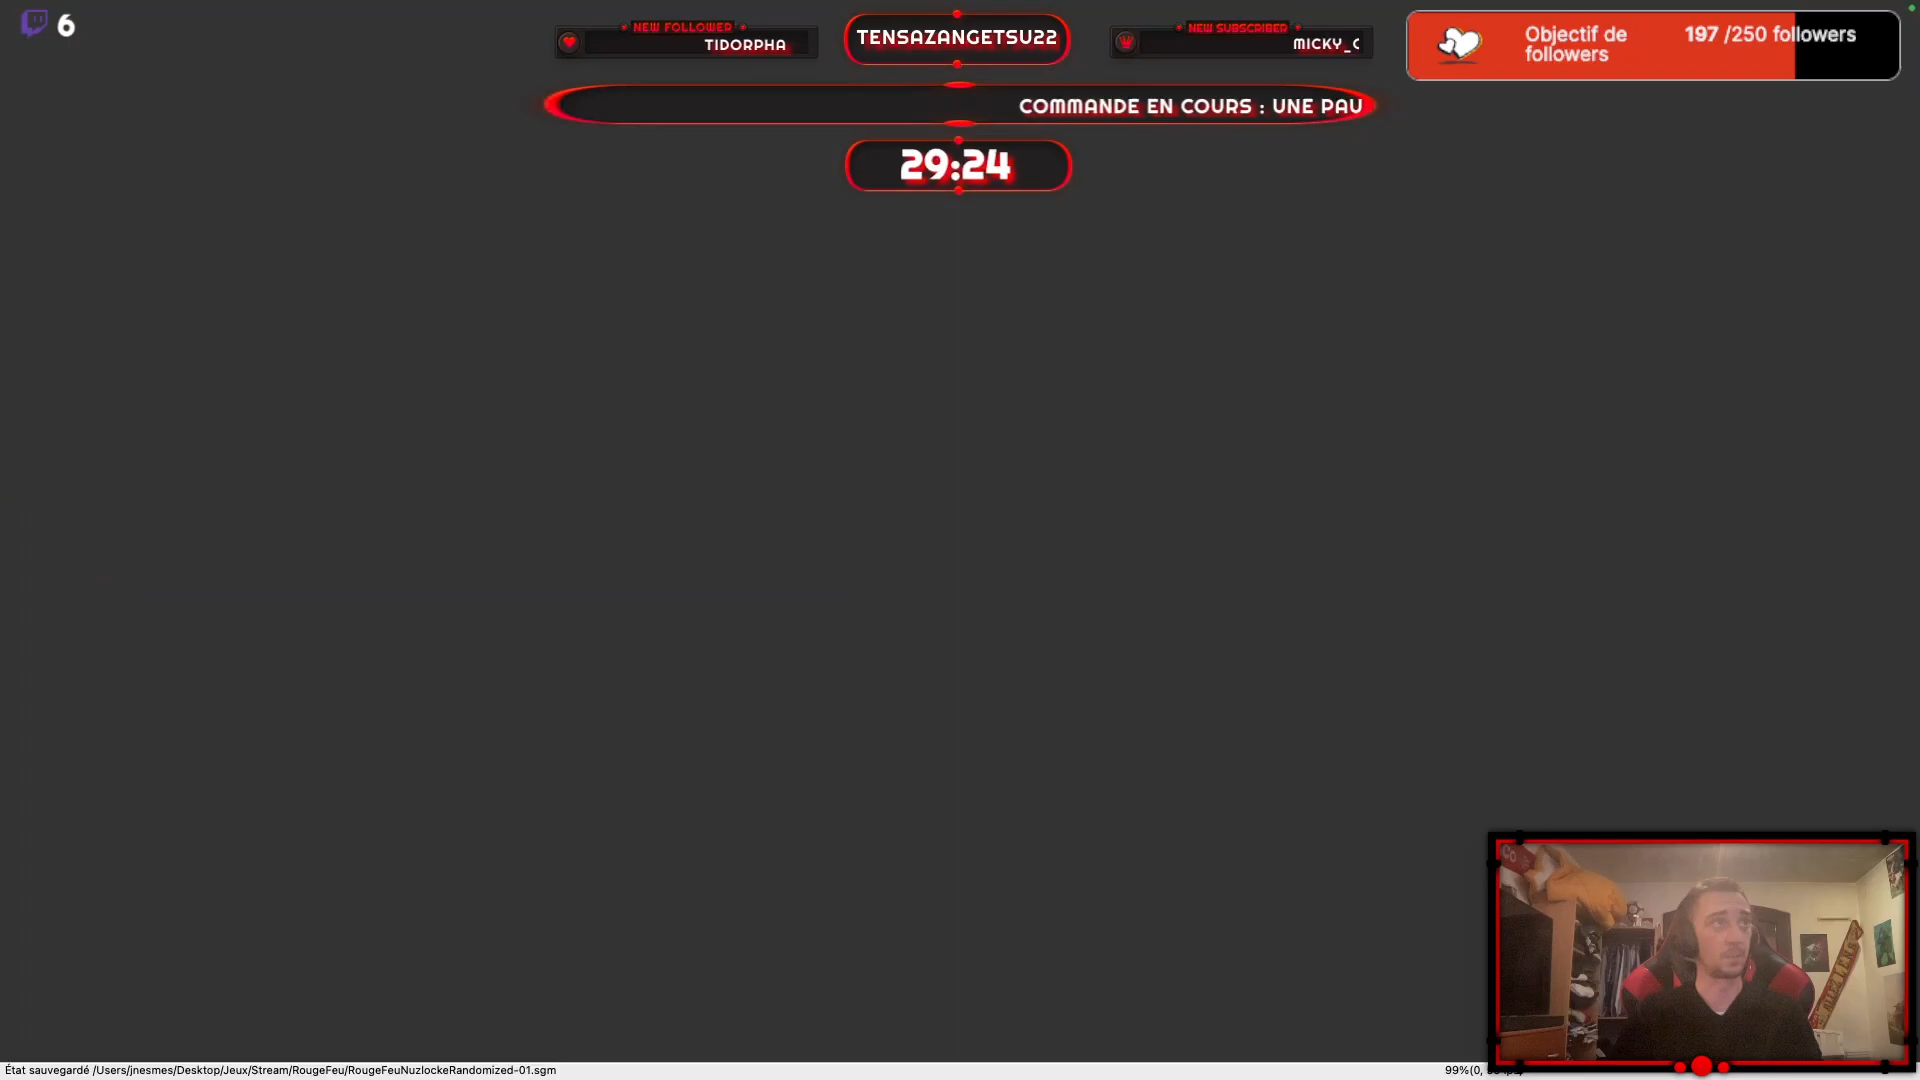 6
NEW FOLLOWER
TIDORPHA
TENSAZANGETSU22
NEW SUBSCRIBER
MICKY_C
Objectif de
followers
197 /250 followers
COMMANDE EN COURS : UNE PAU
29:24
État sauvegardé /Users/jnesmes/Desktop/Jeux/Stream/RougeFeu/RougeFeuNuzlockeRandomized-01.sgm
99%(0,